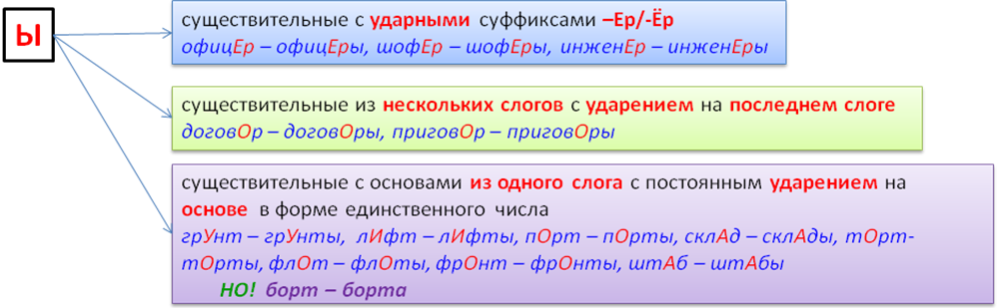 Ы
существительные с ударными суффиксами –Ер/-Ёр
офицЕр – офицЕры, шофЕр – шофЕры, инженЕр – инженЕры
существительные из нескольких слогов с ударением на последнем слоге
договОр – договОры, приговОр – приговОры
существительные с основами из одного слога с постоянным ударением на
основе в форме единственного числа
грУнт – грУнты, лИфт – лИфты, пОрт – пОрты, склАд – склАды, тОрт-
тОрты, флОт – флОты, фрОнт – фрОнты, штАб – штАбы
НО! борт – борта